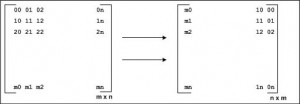 00 01 02 0n
10 11 12 1n
20 21 22 2n
m0 m1 m2 mn
m x n
m0 10 00
m1 11 01
m2 12 02
mn 1n 0n
n x m